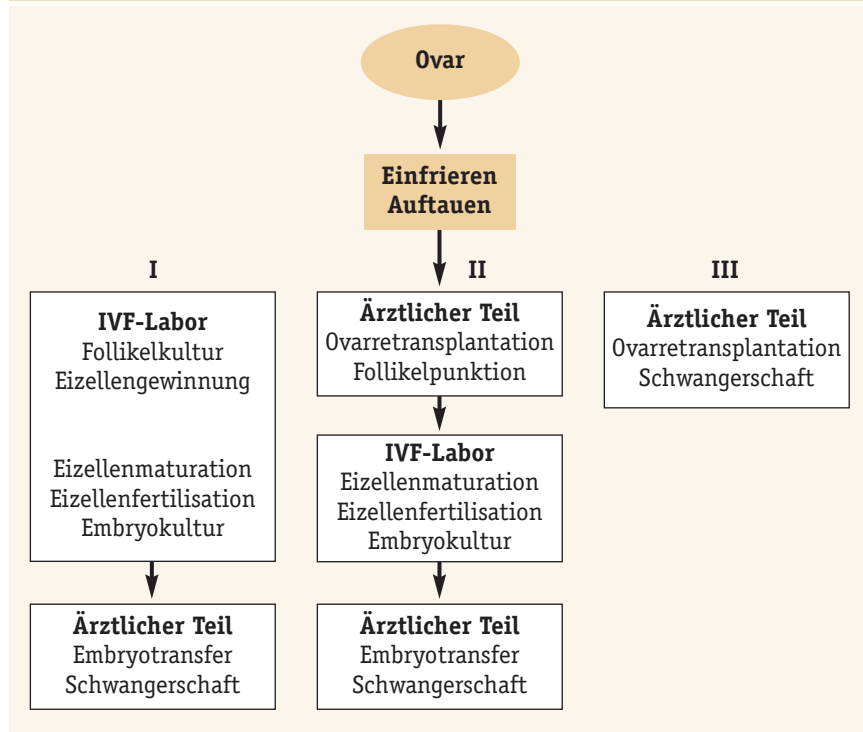 Ovar
Einfrieren
Auftauen
I
IVF-Labor
Follikelkultur
Eizellengewinnung
Eizellenmaturation
Eizellenfertilisation
Embryokultur
Ärztlicher Teil
Embryotransfer
Schwangerschaft
II
Ärztlicher Teil
Ovarretransplantation
Follikelpunktion
IVF-Labor
Eizellenmaturation
Eizellenfertilisation
Embryokultur
Ärztlicher Teil
Embryotransfer
Schwangerschaft
III
Ärztlicher Teil
Ovarretransplantation
Schwangerschaft